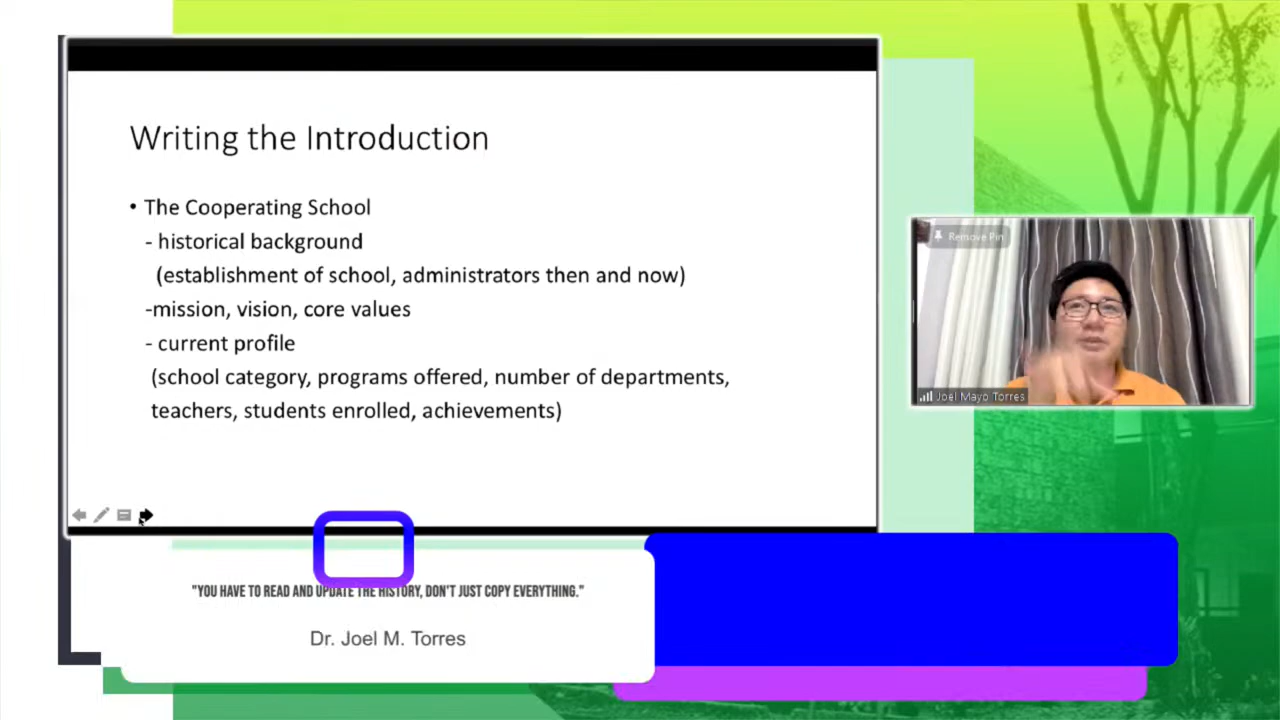 Writing the Introduction
• The Cooperating School
- historical background
(establishment of school, administrators then and now)
-mission, vision, core values
- current profile
(school category, programs offered, number of departments,
teachers, students enrolled, achievements)
Remove Pin
Joel Mayo Torres
"YOU HAVE TO READ AND UPDATE THE HISTORY, DON'T JUST COPY EVERYTHING."
Dr. Joel M. Torres